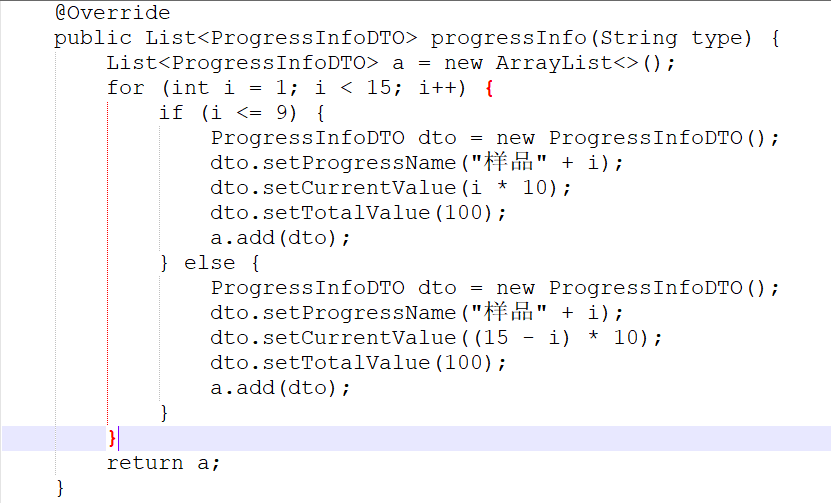 @Override
public List<ProgressInfoDTO> progressInfo(String type) {
List<ProgressInfoDTO> a = new ArrayList<>();
for (int i = 1; i < 15; i++) {
if (i <= 9) {
ProgressInfoDTO dto = new ProgressInfoDTO();
dto.setProgressName("样品" + i);
dto.setCurrentValue(i * 10);
dto.setTotalValue(100);
a.add(dto);
} else {
ProgressInfoDTO dto = new ProgressInfoDTO();
dto.setProgressName("样品" + i);
dto.setCurrentValue((15 - i) * 10);
dto.setTotalValue(100);
a.add(dto);
}
}
return a;
}